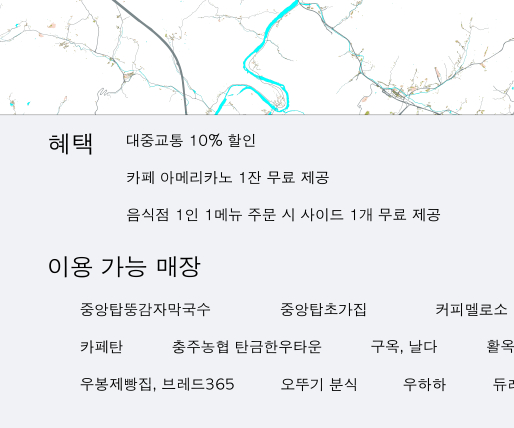 혜택 대중교통 10% 할인
카페 아메리카노 1잔 무료 제공
음식점 1인 1메뉴 주문 시 사이드 1개 무료 제공
이용 가능 매장
중앙탑뚱감자막국수 중앙탑초가집 커피멜로소
카페탄 충주농협 탄금한우타운 구옥, 날다 활옥
우봉제빵집, 브레드365 오뚜기 분식 우하하